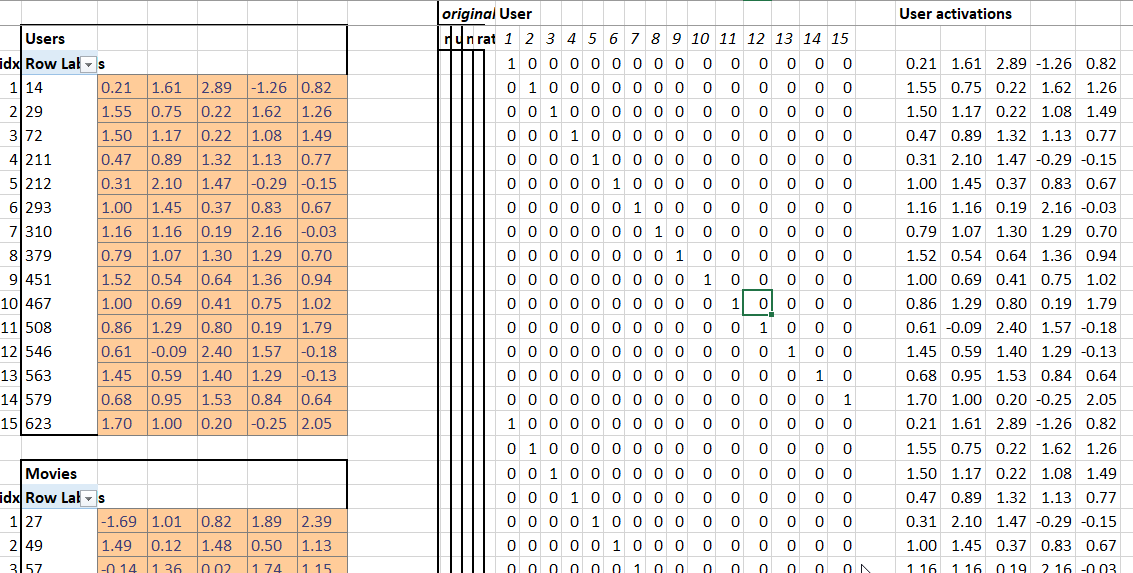 original User User activations
Users r u n rat 1 2 3 4 5 6 7 8 9 10 11 12 13 14 15
idx Row Lab s 1 0 0 0 0 0 0 0 0 0 0 0 0 0 0 0.21 1.61 2.89 -1.26 0.82
1 14 0.21 1.61 2.89 -1.26 0.82 0 1 0 0 0 0 0 0 0 0 0 0 0 0 0 1.55 0.75 0.22 1.62 1.26
2 29 1.55 0.75 0.22 1.62 1.26 0 0 1 0 0 0 0 0 0 0 0 0 0 0 0 1.50 1.17 0.22 1.08 1.49
3 72 1.50 1.17 0.22 1.08 1.49 0 0 0 1 0 0 0 0 0 0 0 0 0 0 0 0.47 0.89 1.32 1.13 0.77
4 211 0.47 0.89 1.32 1.13 0.77 0 0 0 0 1 0 0 0 0 0 0 0 0 0 0 0.31 2.10 1.47 -0.29 -0.15
5 212 0.31 2.10 1.47 -0.29 -0.15 0 0 0 0 0 1 0 0 0 0 0 0 0 0 0 1.00 1.45 0.37 0.83 0.67
6 293 1.00 1.45 0.37 0.83 0.67 0 0 0 0 0 0 1 0 0 0 0 0 0 0 0 1.16 1.16 0.19 2.16 -0.03
7 310 1.16 1.16 0.19 2.16 -0.03 0 0 0 0 0 0 0 1 0 0 0 0 0 0 0 0.79 1.07 1.30 1.29 0.70
8 379 0.79 1.07 1.30 1.29 0.70 0 0 0 0 0 0 0 0 1 0 0 0 0 0 0 1.52 0.54 0.64 1.36 0.94
9 451 1.52 0.54 0.64 1.36 0.94 0 0 0 0 0 0 0 0 0 1 0 0 0 0 0 1.00 0.69 0.41 0.75 1.02
10 467 1.00 0.69 0.41 0.75 1.02 0 0 0 0 0 0 0 0 0 0 1 0 0 0 0 0.86 1.29 0.80 0.19 1.79
11 508 0.86 1.29 0.80 0.19 1.79 0 0 0 0 0 0 0 0 0 0 0 1 0 0 0 0.61 -0.09 2.40 1.57 -0.18
12 546 0.61 -0.09 2.40 1.57 -0.18 0 0 0 0 0 0 0 0 0 0 0 0 1 0 0 1.45 0.59 1.40 1.29 -0.13
13 563 1.45 0.59 1.40 1.29 -0.13 0 0 0 0 0 0 0 0 0 0 0 0 0 1 0 0.68 0.95 1.53 0.84 0.64
14 579 0.68 0.95 1.53 0.84 0.64 0 0 0 0 0 0 0 0 0 0 0 0 0 0 1 1.70 1.00 0.20 -0.25 2.05
15 623 1.70 1.00 0.20 -0.25 2.05 1 0 0 0 0 0 0 0 0 0 0 0 0 0 0 0.21 1.61 2.89 -1.26 0.82
0 1 0 0 0 0 0 0 0 0 0 0 0 0 0 1.55 0.75 0.22 1.62 1.26
Movies 0 0 1 0 0 0 0 0 0 0 0 0 0 0 0 1.50 1.17 0.22 1.08 1.49
idx Row Lab s 0 0 0 1 0 0 0 0 0 0 0 0 0 0 0 0.47 0.89 1.32 1.13 0.77
1 27 -1.69 1.01 0.82 1.89 2.39 0 0 0 0 1 0 0 0 0 0 0 0 0 0 0 0.31 2.10 1.47 -0.29 -0.15
2 49 1.49 0.12 1.48 0.50 1.13 0 0 0 0 0 1 0 0 0 0 0 0 0 0 0 1.00 1.45 0.37 0.83 0.67
3 57 -0.14 1.36 0.02 1.74 1.15 0 0 0 0 0 0 1 0 0 0 0 0 0 0 0 1.16 1.16 0.19 2.16 -0.03